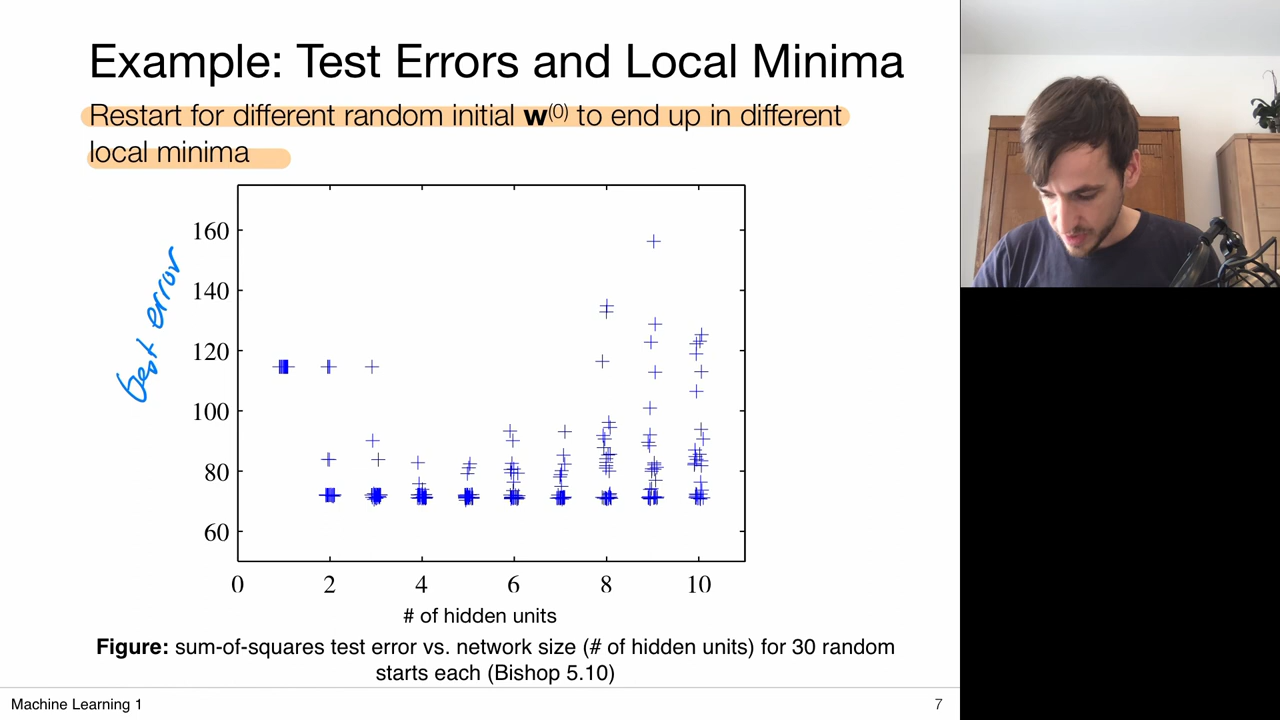 Example: Test Errors and Local Minima
Restart for different random initial w(0) to end up in different
local minima
160
140
120
100
80
60
0 2 4 6 8 10
# of hidden units
Figure: sum-of-squares test error vs. network size (# of hidden units) for 30 random
starts each (Bishop 5.10)
Machine Learning 1
7